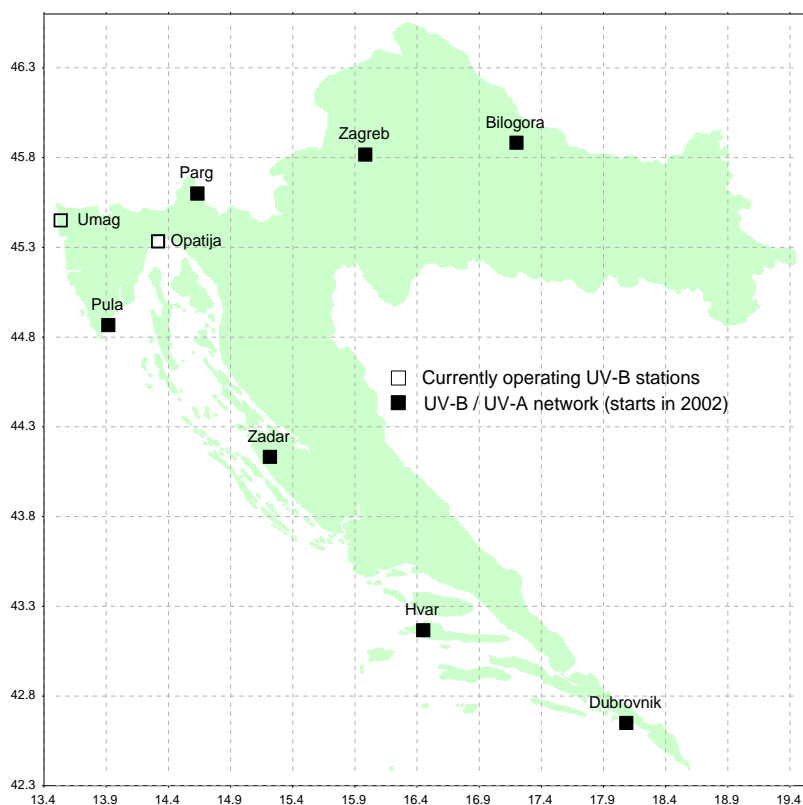 46.3
Bilogora
Zagreb
45.8
Parg
Umag
Opatija
45.3
Pula
44.8
Currently operating UV-B stations
UV-B / UV-A network (starts in 2002)
44.3
Zadar
43.8
43.3
Hvar
42.8
Dubrovnik
42.3
13.4 13.9 14.4 14.9 15.4 15.9 16.4 16.9 17.4 17.9 18.4 18.9 19.4